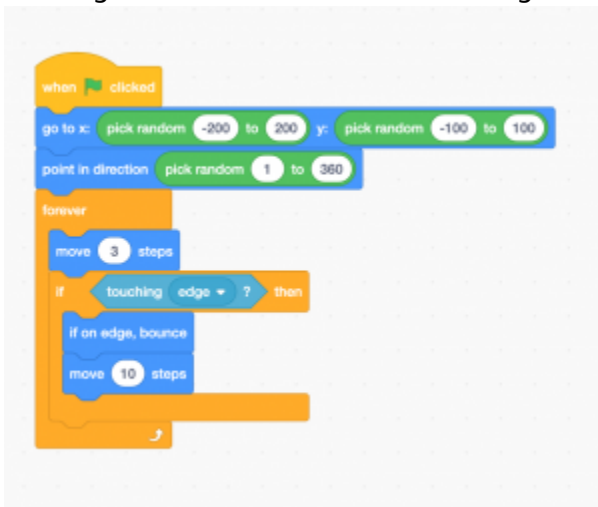 when clicked
go to x: pick random -200 to 200 y: pick random -100 to 100
point in direction pick random 1 to 360
forever
move 3 steps
if touching edge ? then
if on edge, bounce
move 10 steps